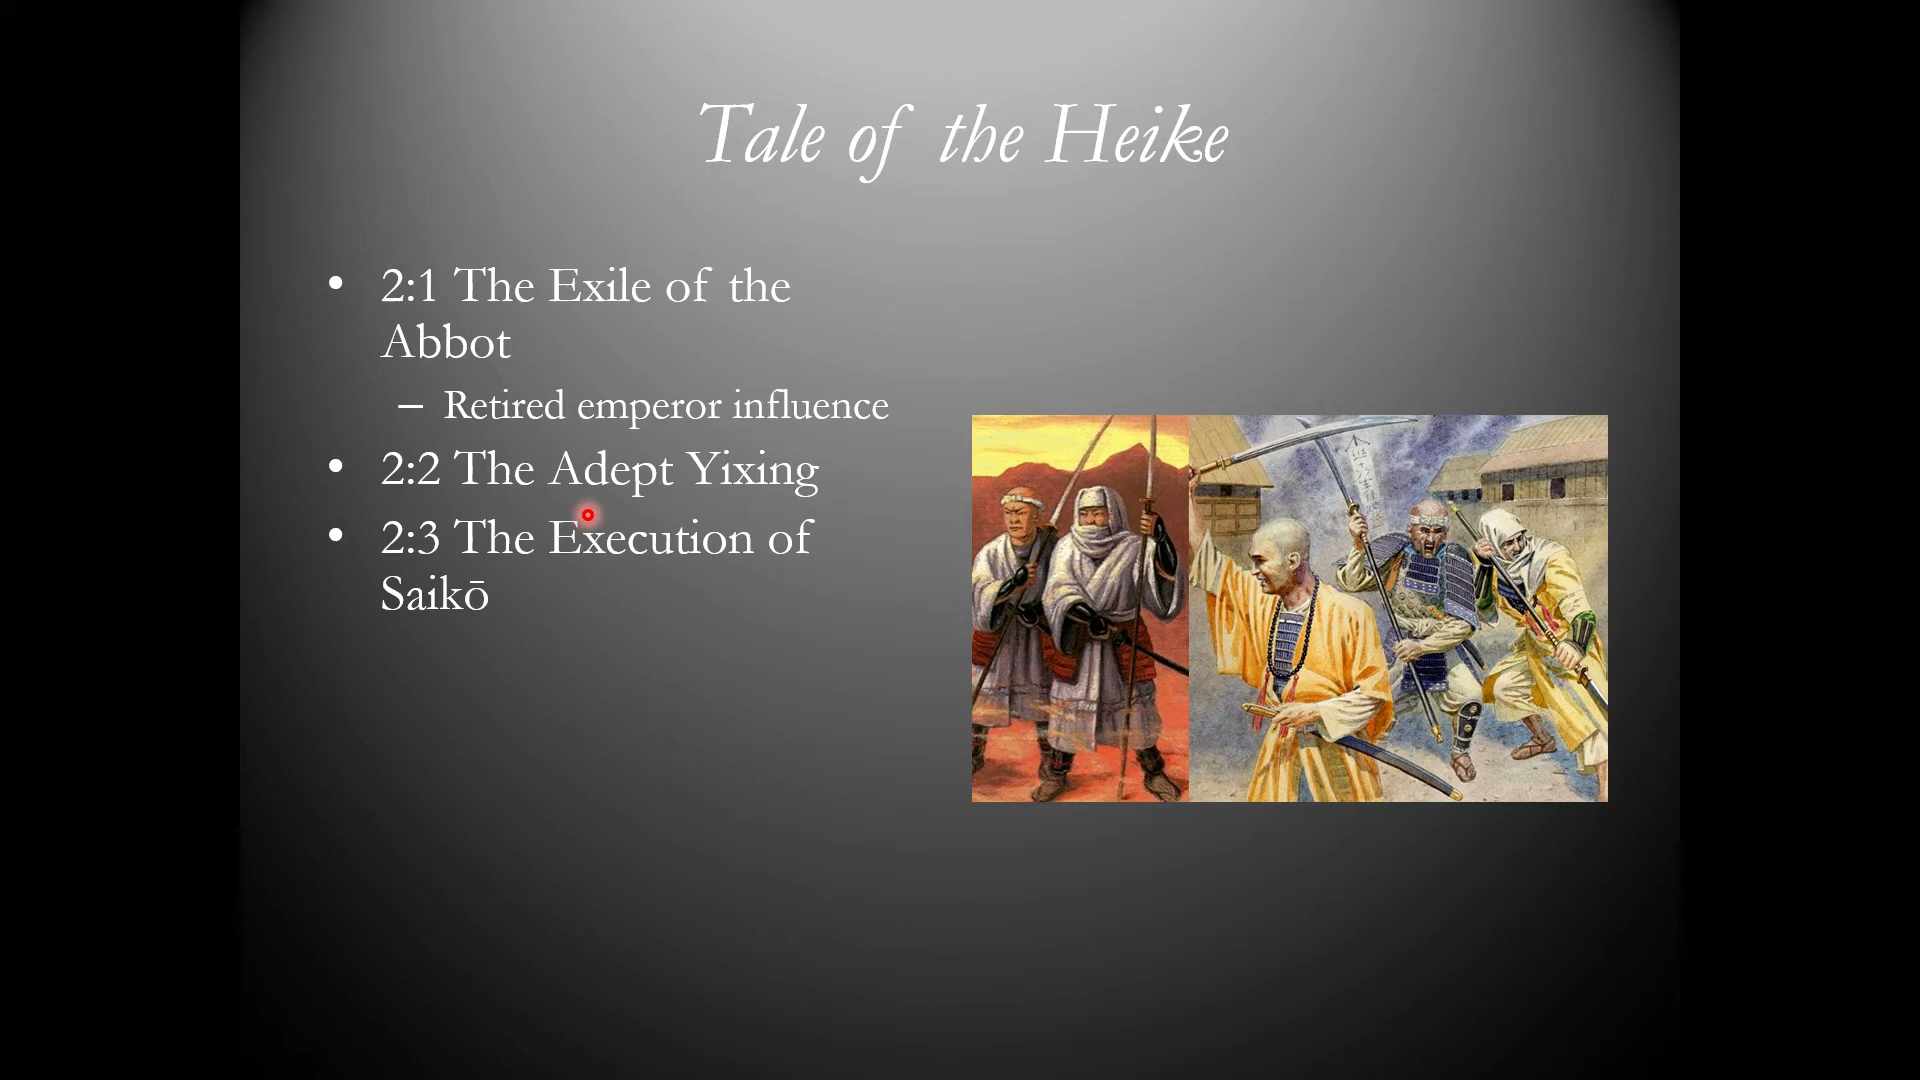 Tale of the Heike
• 2:1 The Exile of the
Abbot
– Retired emperor influence
• 2:2 The Adept Yixing
• 2:3 The Execution of
Saikō